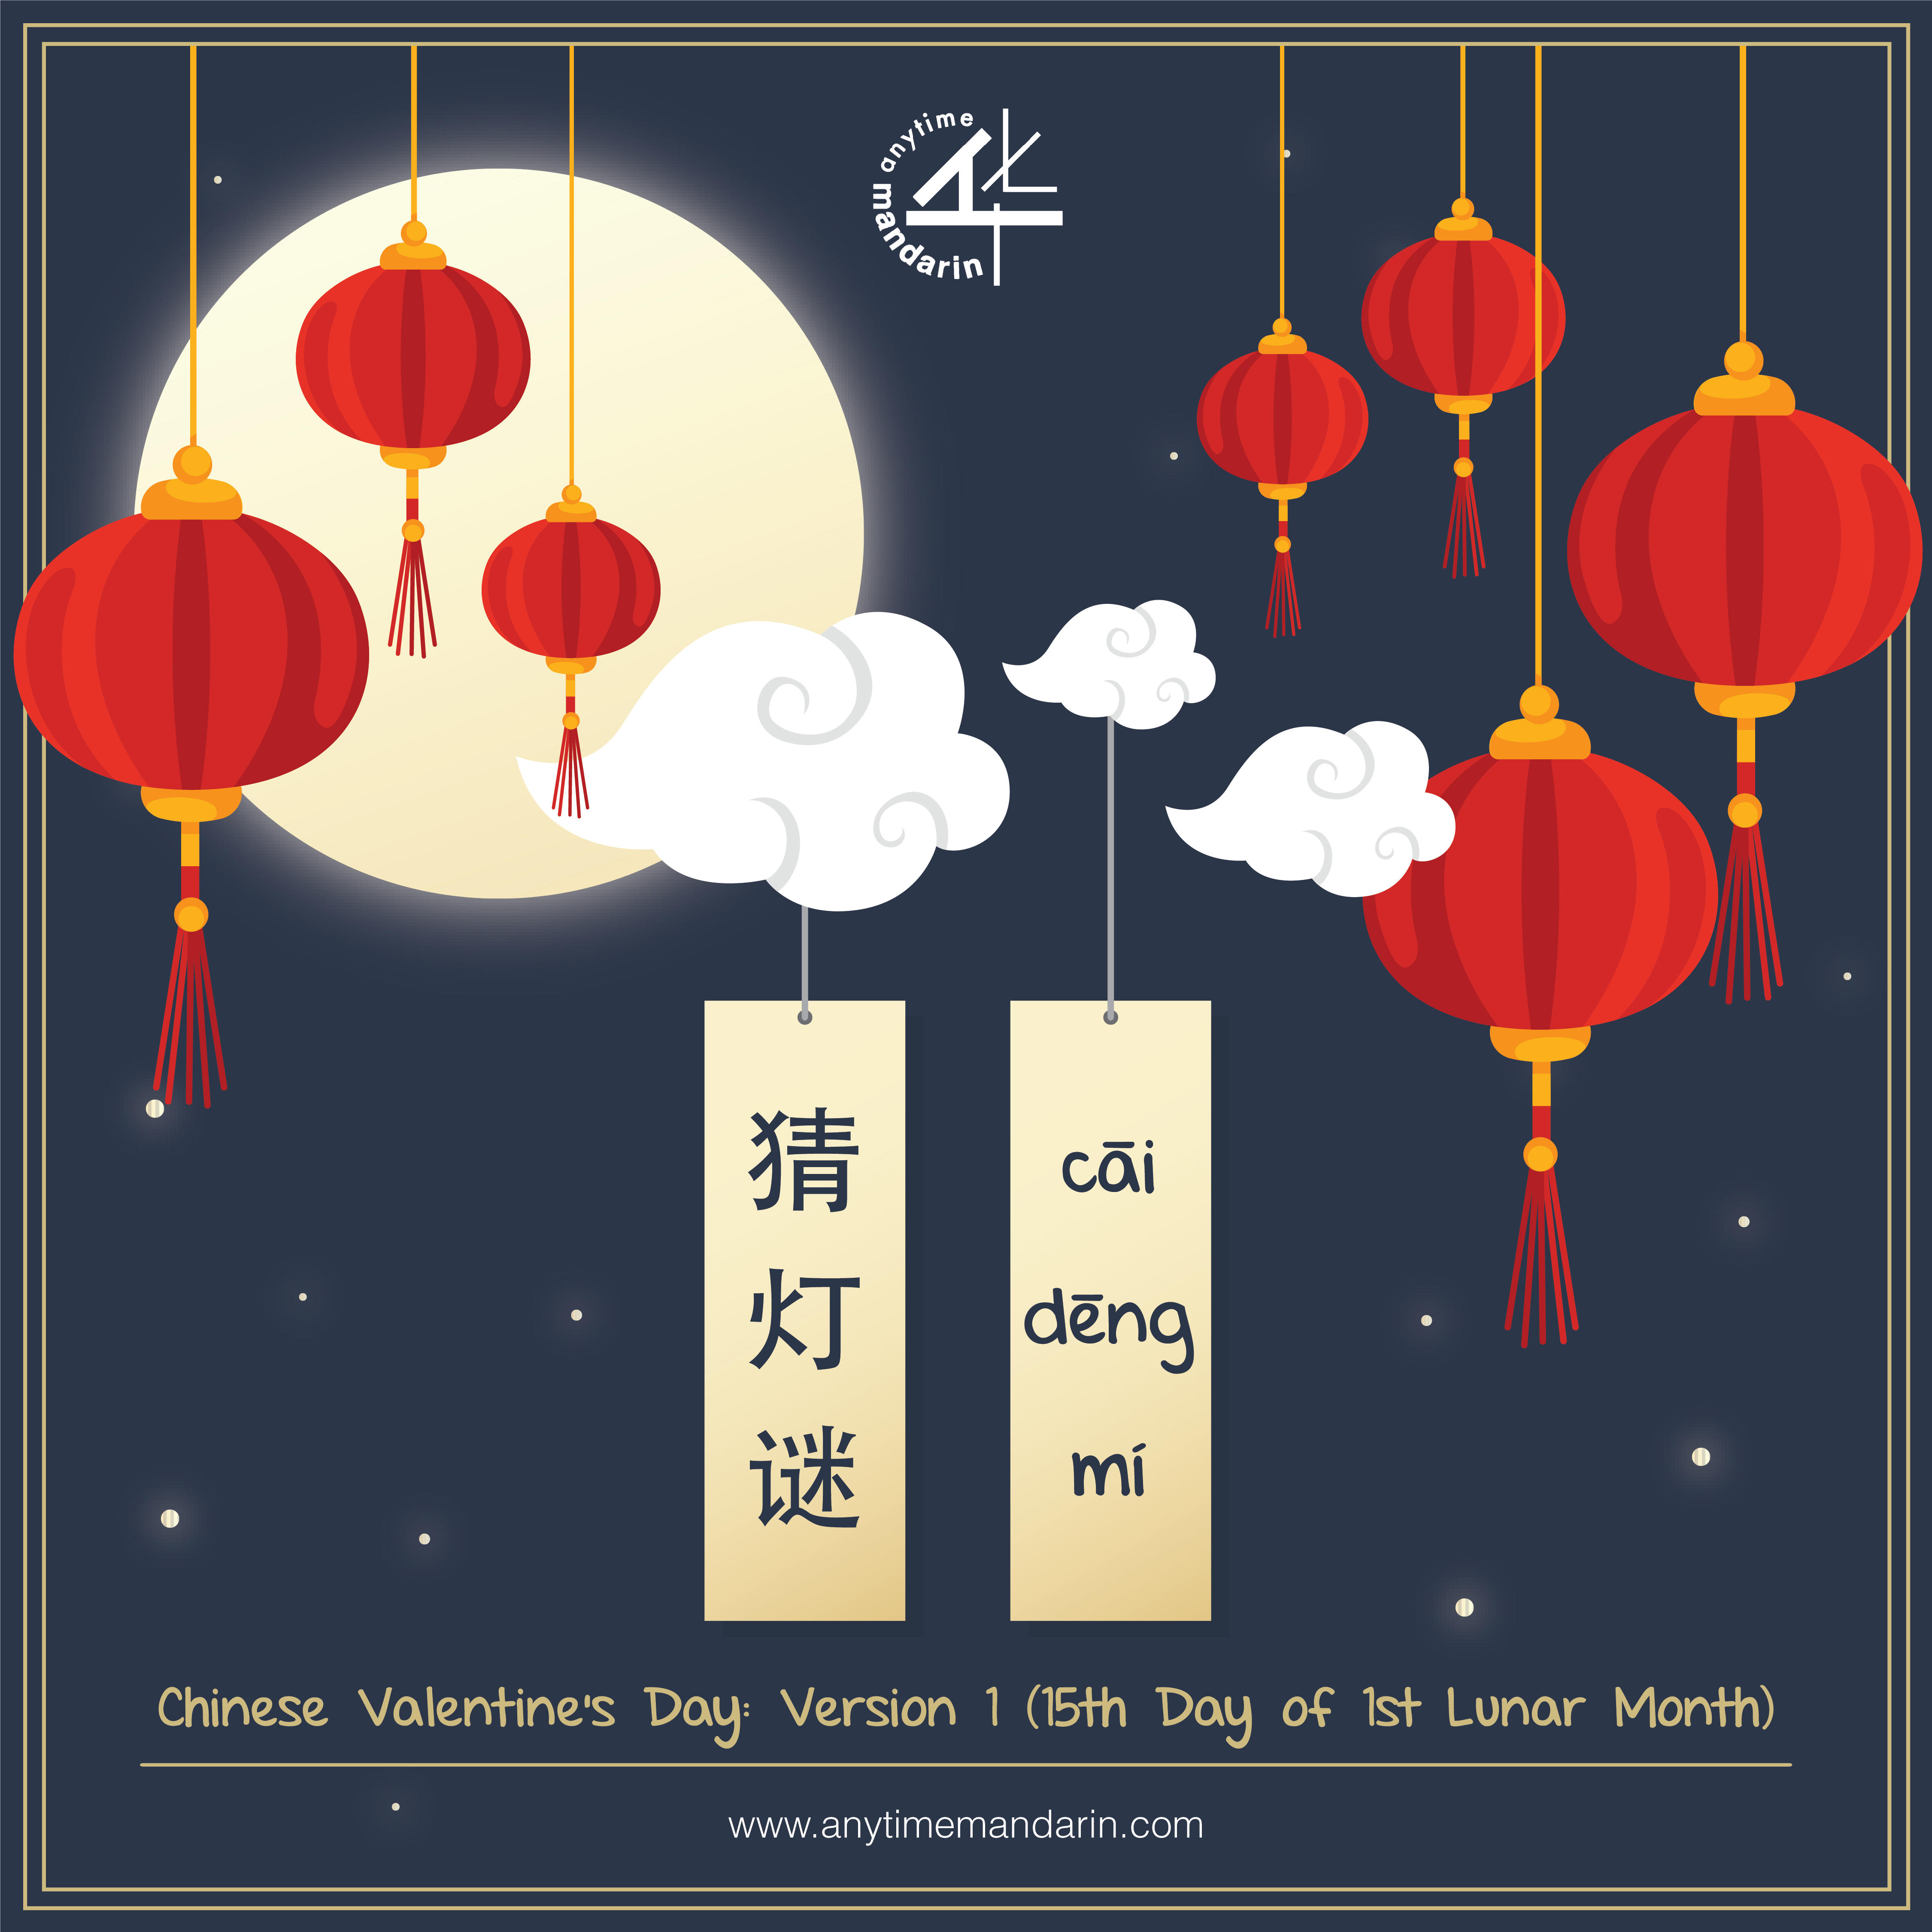 anytime
mandarin
华
猜
灯
谜
cāi
dēng
mí
Chinese Valentine's Day: Version 1 (15th Day of 1st Lunar Month)
www.anytimemandarin.com